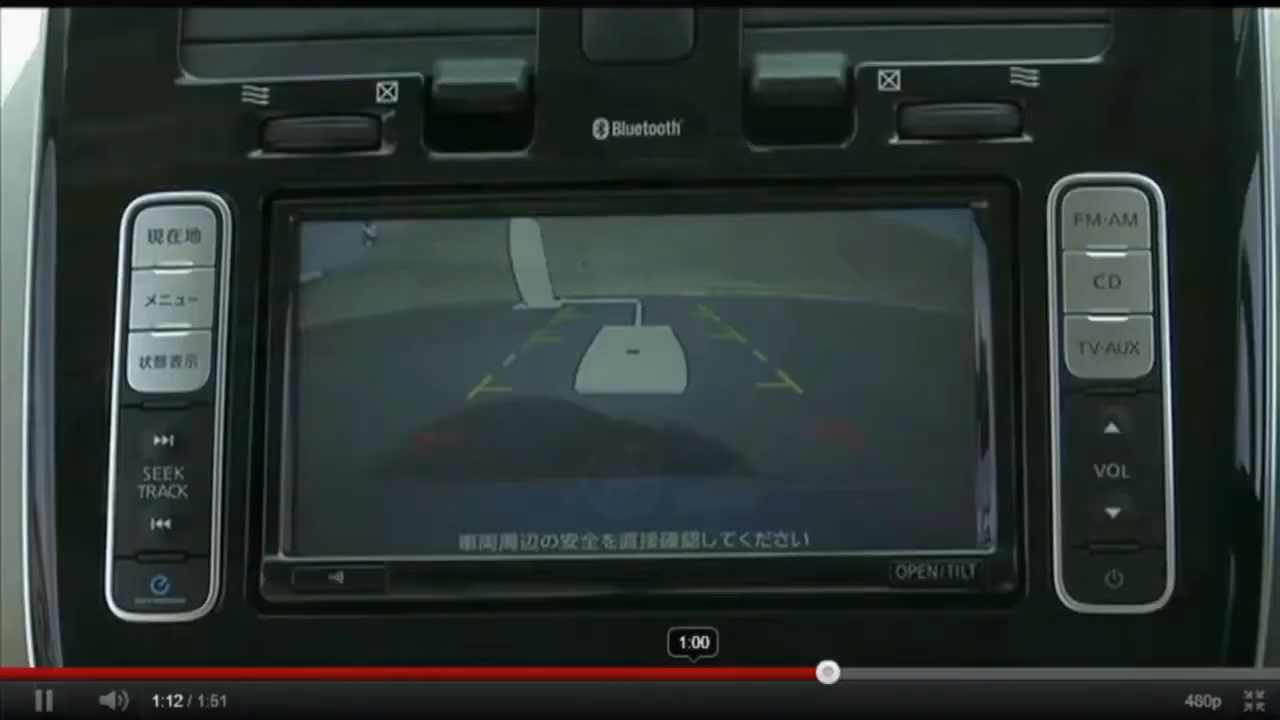 Bluetooth
現在地
メニュー
状態表示
SEEK
TRACK
FM·AM
CD
TV·AUX
VOL
車両周辺の安全を直接確認してください
OPEN/TILT
1:00
1:12 / 1:51
480p